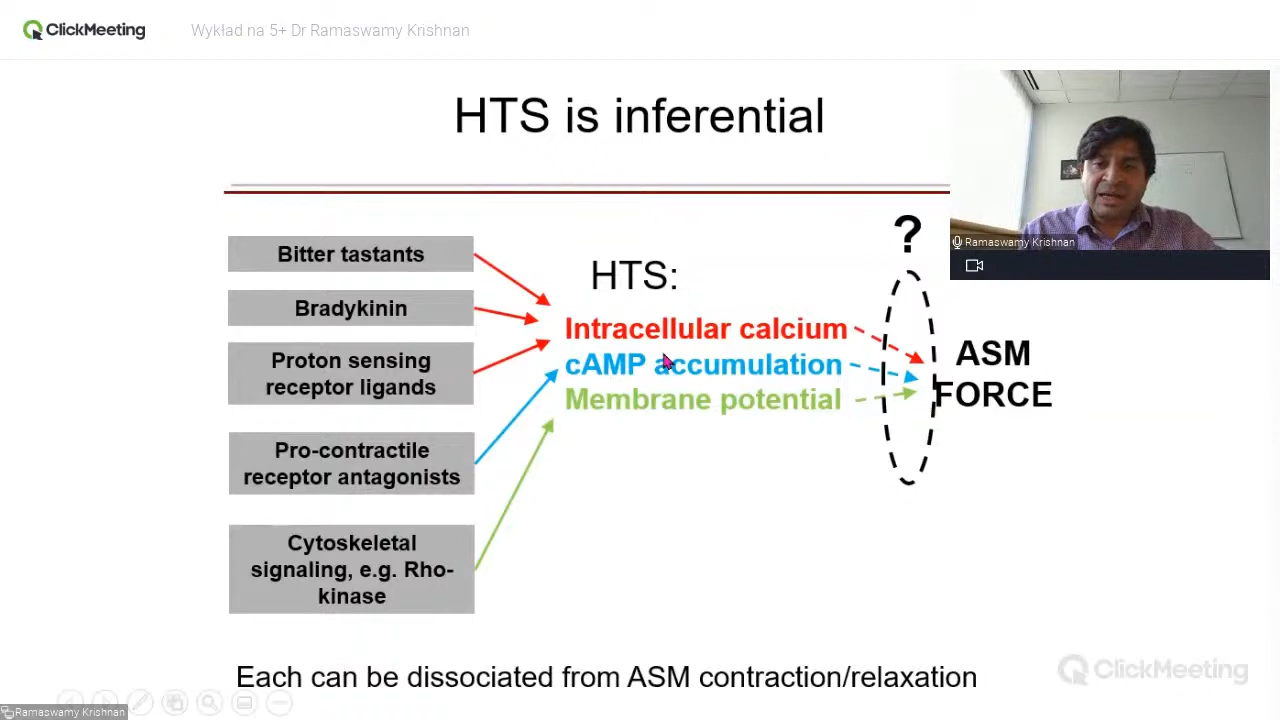 ClickMeeting
Wykład na 5+ Dr Ramaswamy Krishnan
HTS is inferential
Ramaswamy Krishnan
?
Bitter tastants
Bradykinin
Proton sensing
receptor ligands
Pro-contractile
receptor antagonists
Cytoskeletal
signaling, e.g. Rho-
kinase
HTS:
Intracellular calcium
cAMP accumulation
Membrane potential
ASM
FORCE
Each can be dissociated from ASM contraction/relaxation
ClickMeeting
Ramaswamy Krishnan